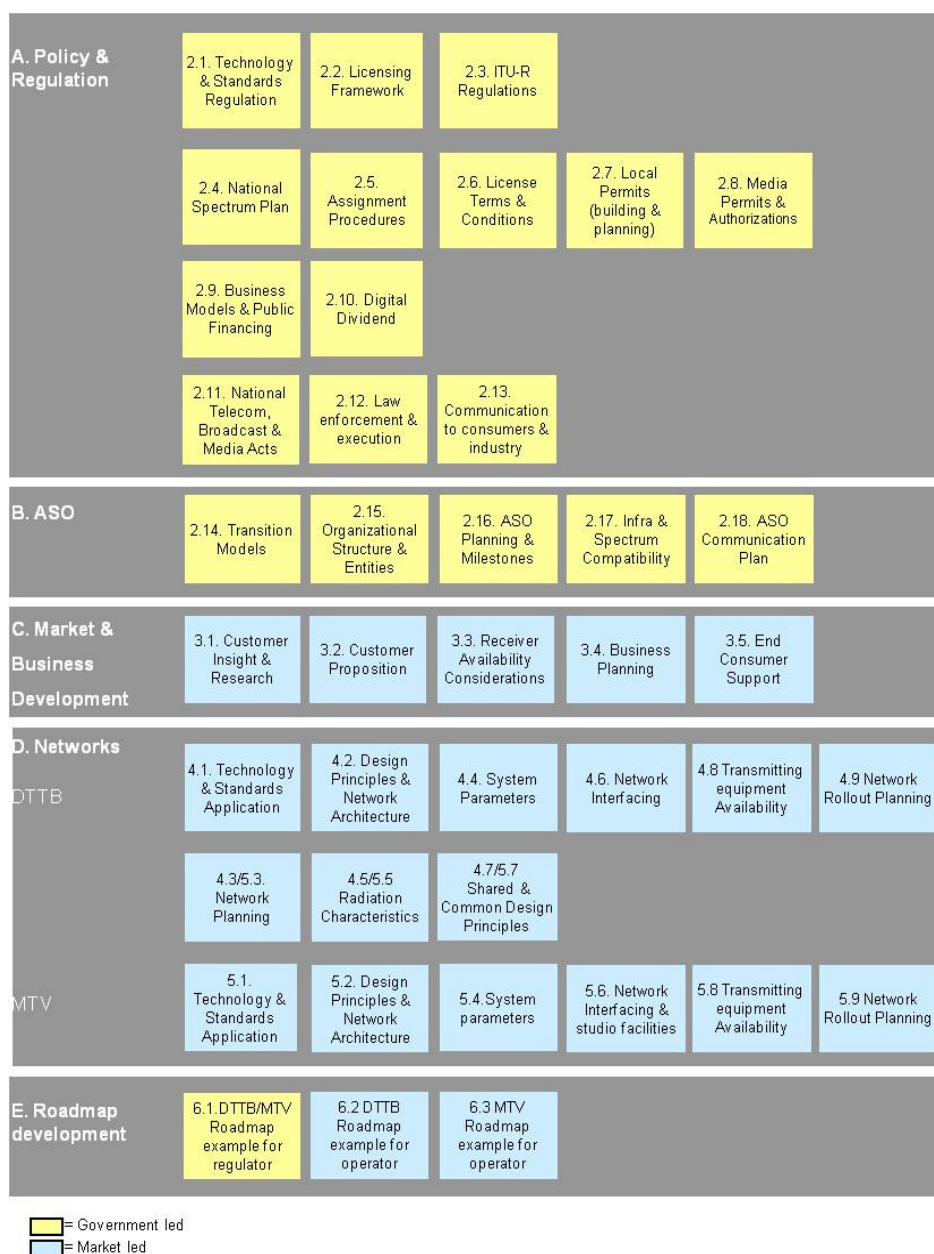 A. Policy &
Regulation
2.1. Technology
& Standards
Regulation
2.2. Licensing
Framework
2.3. ITU-R
Regulations
2.4. National
Spectrum Plan
2.5.
Assignment
Procedures
2.6. License
Terms &
Conditions
2.7. Local
Permits
(building &
planning)
2.8. Media
Permits &
Authorizations
2.9. Business
Models & Public
Financing
2.10. Digital
Dividend
2.11. National
Telecom,
Broadcast &
Media Acts
2.12. Law
enforcement &
execution
2.13.
Communication
to consumers &
industry
B. ASO
2.14. Transition
Models
2.15.
Organizational
Structure &
Entities
2.16. ASO
Planning &
Milestones
2.17. Infra &
Spectrum
Compatibility
2.18. ASO
Communication
Plan
C. Market &
Business
Development
3.1. Customer
Insight &
Research
3.2. Customer
Proposition
3.3. Receiver
Availability
Considerations
3.4. Business
Planning
3.5. End
Consumer
Support
D. Networks
DTTB
4.1. Technology
& Standards
Application
4.2. Design
Principles &
Network
Architecture
4.4. System
Parameters
4.6. Network
Interfacing
4.8 Transmitting
equipment
Availability
4.9 Network
Rollout Planning
4.3/5.3.
Network
Planning
4.5/5.5
Radiation
Characteristics
4.7/5.7
Shared &
Common Design
Principles
MTV
5.1.
Technology &
Standards
Application
5.2. Design
Principles &
Network
Architecture
5.4.System
parameters
5.6. Network
Interfacing &
studio facilities
5.8 Transmitting
equipment
Availability
5.9 Network
Rollout Planning
E. Roadmap
development
6.1.DTTB/MTV
Roadmap
example for
regulator
6.2 DTTB
Roadmap
example for
operator
6.3 MTV
Roadmap
example for
operator
= Government led
= Market led